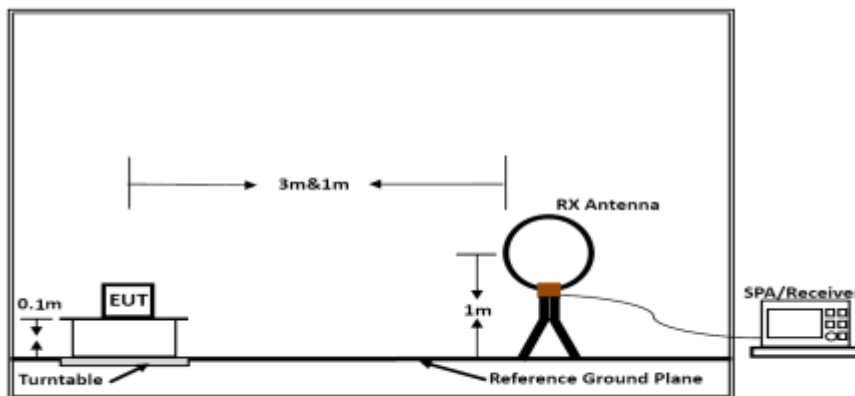 3m&1m
RX Antenna
EUT
0.1m
1m
SPA/Receiver
Turntable
Reference Ground Plane